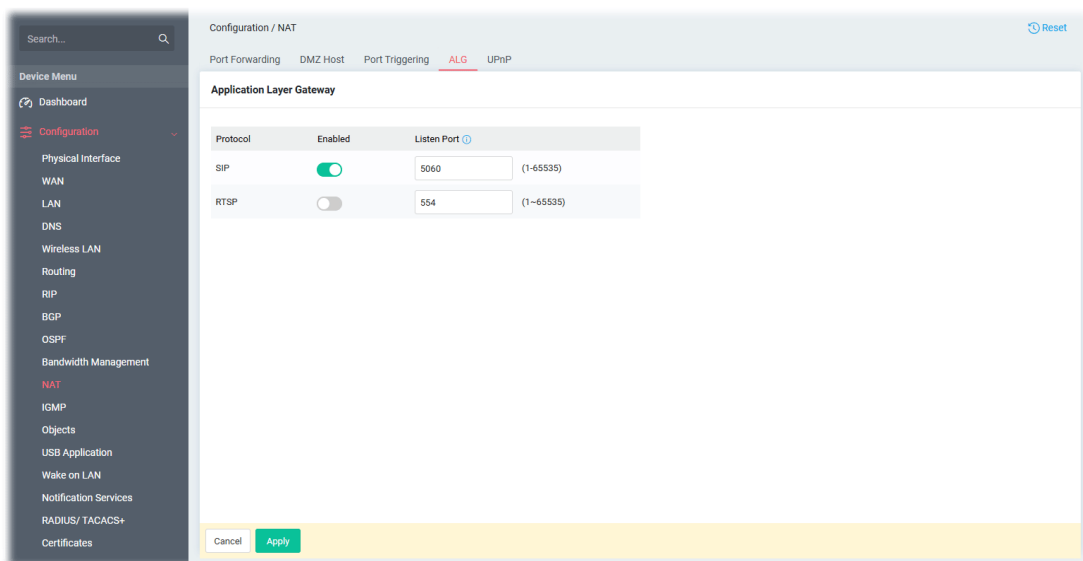 Search...
Device Menu
Dashboard
Configuration
Physical Interface
WAN
LAN
DNS
Wireless LAN
Routing
RIP
BGP
OSPF
Bandwidth Management
NAT
IGMP
Objects
USB Application
Wake on LAN
Notification Services
RADIUS/ TACACS+
Certificates
Configuration / NAT Reset
Port Forwarding DMZ Host Port Triggering ALG UPnP
Application Layer Gateway
Protocol Enabled Listen Port
SIP 5060 (1-65535)
RTSP 554 (1~65535)
Cancel Apply